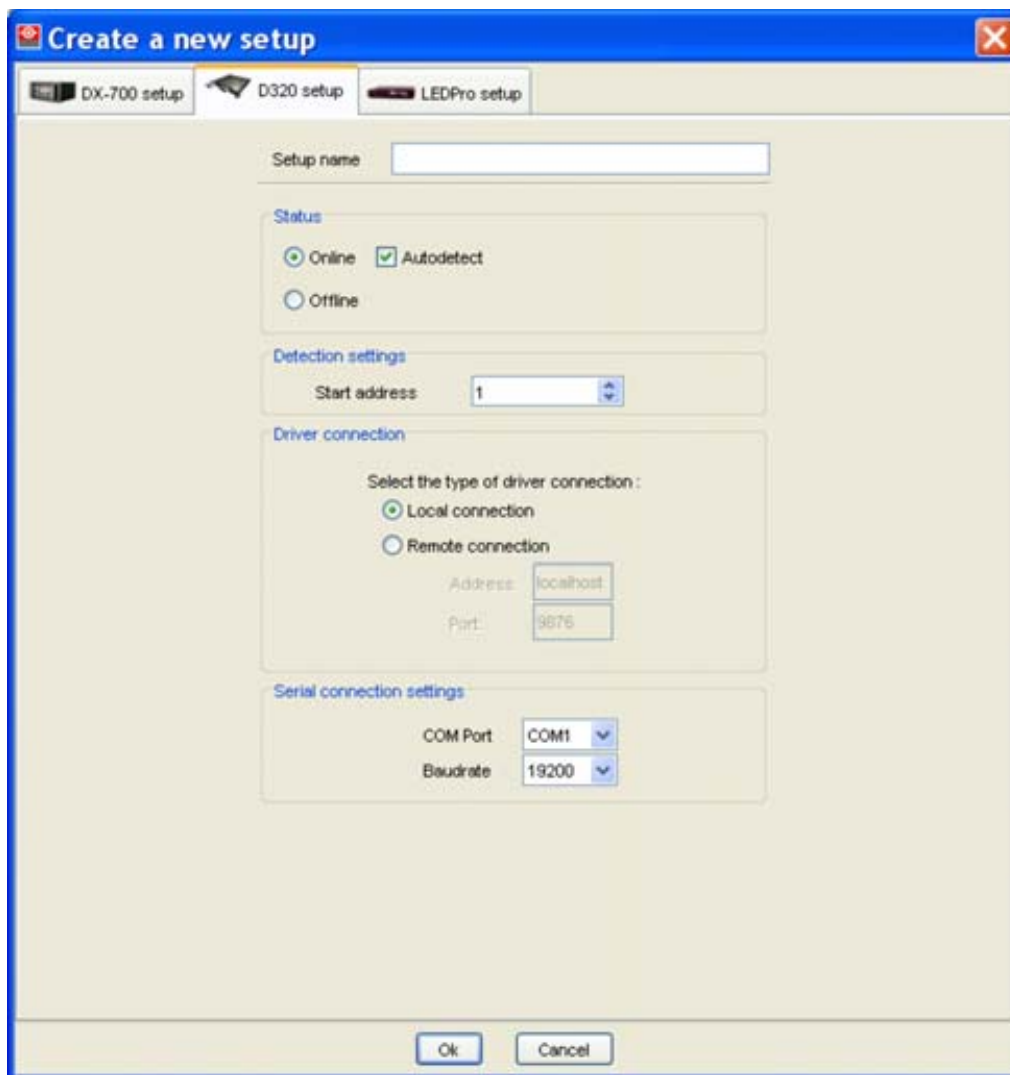 Create a new setup
DX-700 setup D320 setup LEDPro setup
Setup name
Status
Online Autodetect
Offline
Detection settings
Start address 1
Driver connection
Select the type of driver connection :
Local connection
Remote connection
Address localhost
Port 9876
Serial connection settings
COM Port COM1
Baudrate 19200
Ok Cancel